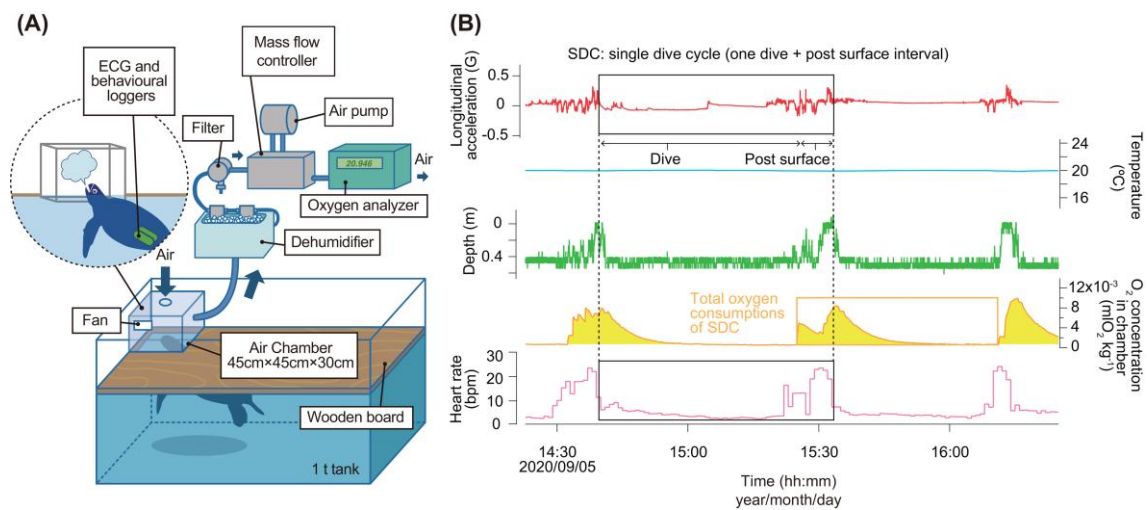 (A)
ECG and
behavioural
loggers
Mass flow
controller
Air pump
Filter
20.946
Air
Oxygen analyzer
Dehumidifier
Air
Fan
Air Chamber
45cm×45cm×30cm
Wooden board
1 t tank
(B)
SDC: single dive cycle (one dive + post surface interval)
Longitudinal
acceleration (G)
0.5
0
-0.5
Dive
Post surface
Temperature
(ºC)
24
20
16
Depth (m)
0
0.4
Total oxygen
consumptions
of SDC
O₂ concentration
in chamber
(mlO₂ kg⁻¹)
12x10⁻³
8
4
0
Heart rate
(bpm)
30
20
10
0
14:30
15:00
15:30
16:00
2020/09/05
Time (hh:mm)
year/month/day